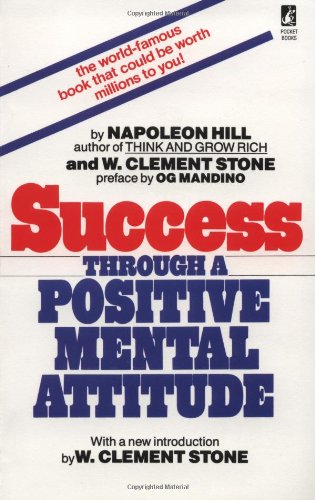 POCKET
BOOKS
the world-famous
book that could be worth
millions to you!
by NAPOLEON HILL
author of THINK AND GROW RICH
and W. CLEMENT STONE
preface by OG MANDINO
Success
THROUGH A
POSITIVE
MENTAL
ATTITUDE
With a new introduction
by W. CLEMENT STONE